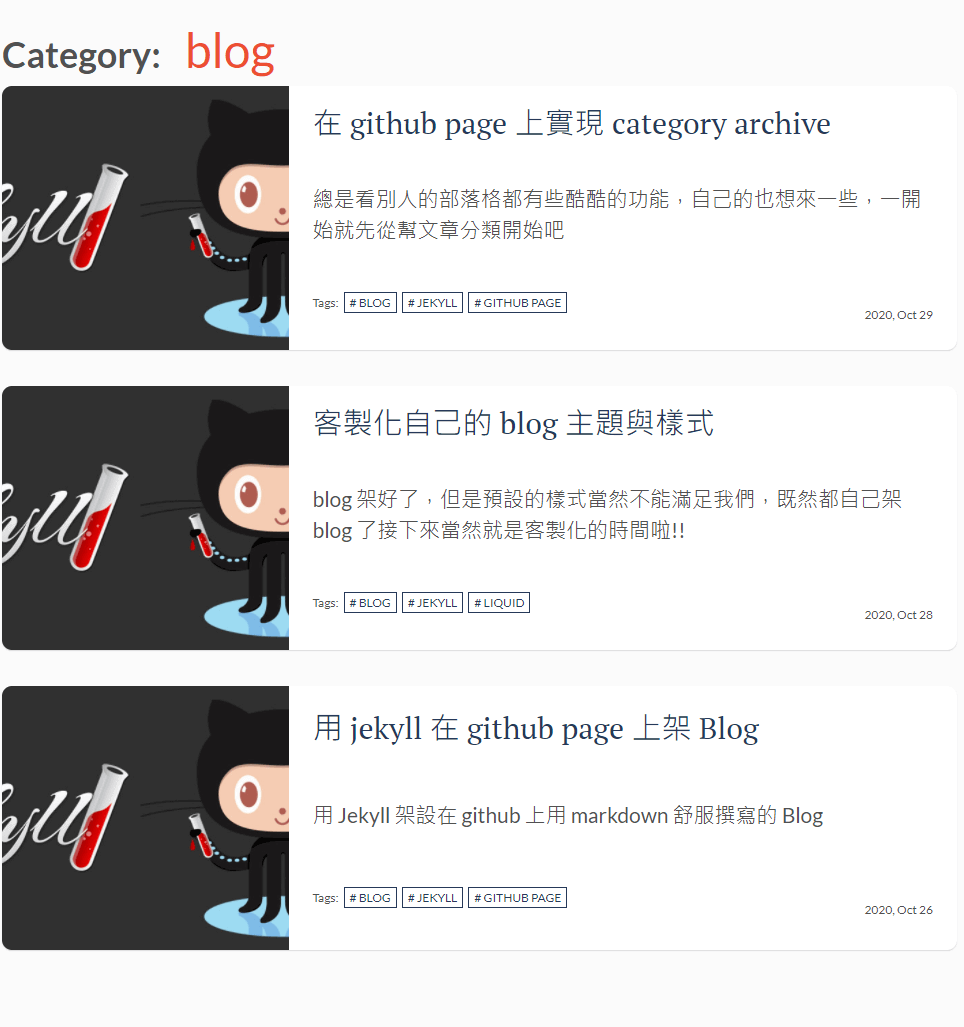 Category: blog
在 github page 上實現 category archive
總是看別人的部落格都有些酷酷的功能，自己的也想來一些，一開
始就先從幫文章分類開始吧
Tags: # BLOG # JEKYLL # GITHUB PAGE
2020, Oct 29
客製化自己的 blog 主題與樣式
blog 架好了，但是預設的樣式當然不能滿足我們，既然都自己架
blog 了接下來當然就是客製化的時間啦!!
Tags: # BLOG # JEKYLL # LIQUID
2020, Oct 28
用 jekyll 在 github page 上架 Blog
用 Jekyll 架設在 github 上用 markdown 舒服撰寫的 Blog
Tags: # BLOG # JEKYLL # GITHUB PAGE
2020, Oct 26